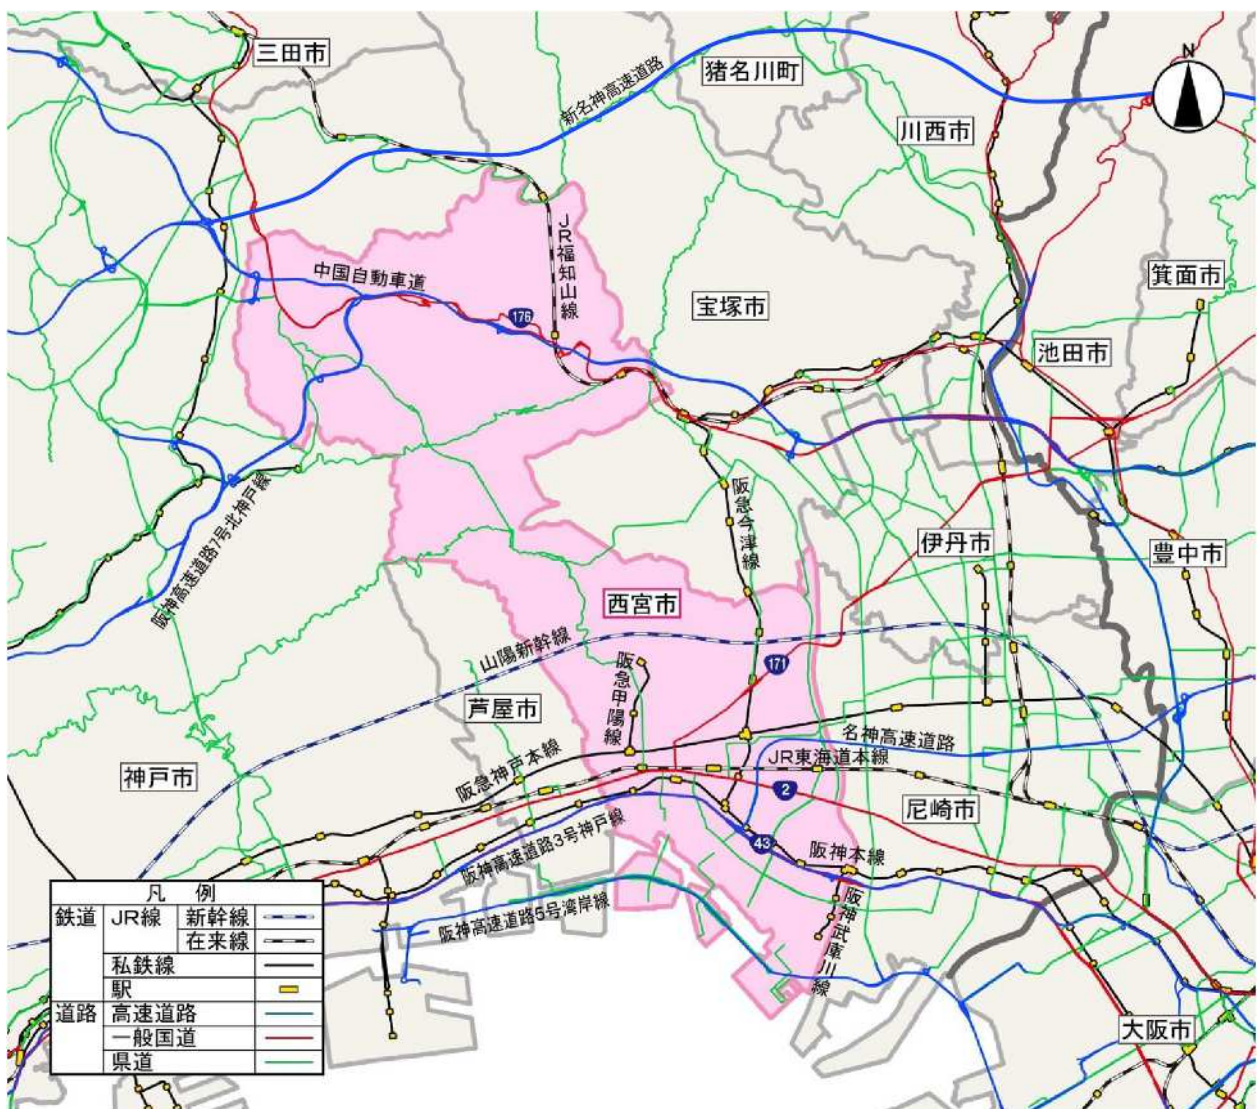 三田市
猪名川町
N
新名神高速道路
川西市
JR福知山線
中国自動車道
箕面市
176
宝塚市
池田市
阪急今津線
阪神高速道路7号北神戸線
伊丹市
豊中市
西宮市
山陽新幹線
171
阪急甲陽線
芦屋市
名神高速道路
JR東海道本線
阪急神戸本線
神戸市
2
尼崎市
阪神高速道路3号神戸線
43
阪神本線
阪神武庫川線
阪神高速道路5号湾岸線
大阪市
凡 例
鉄道 JR線 新幹線
在来線
私鉄線
駅
道路 高速道路
一般国道
県道